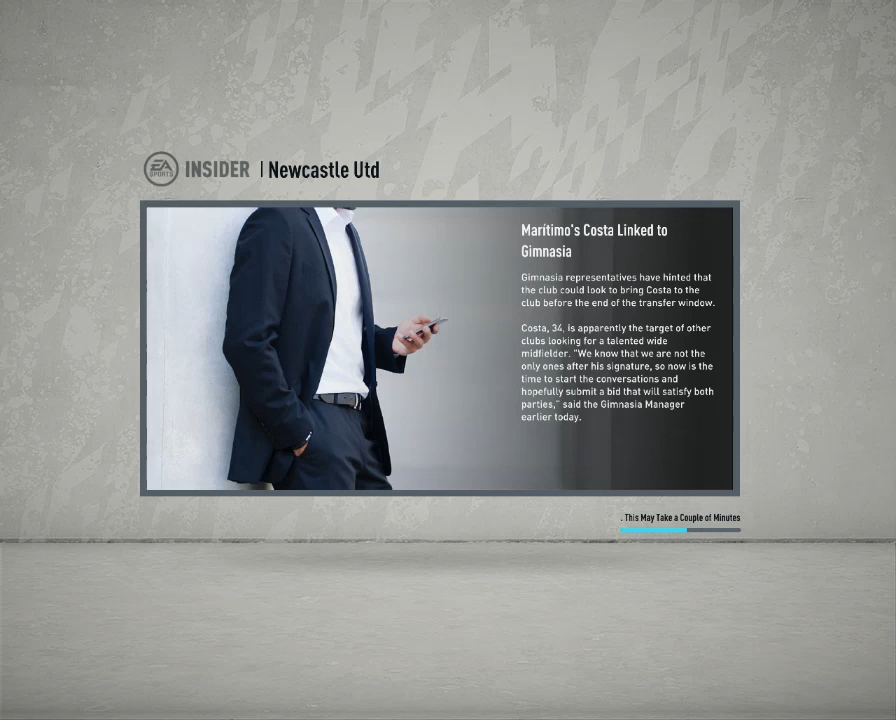 EA
SPORTS
INSIDER | Newcastle Utd
Marítimo's Costa Linked to
Gimnasia
Gimnasia representatives have hinted that
the club could look to bring Costa to the
club before the end of the transfer window.
Costa, 34, is apparently the target of other
clubs looking for a talented wide
midfielder. "We know that we are not the
only ones after his signature, so now is the
time to start the conversations and
hopefully submit a bid that will satisfy both
parties," said the Gimnasia Manager
earlier today.
. This May Take a Couple of Minutes